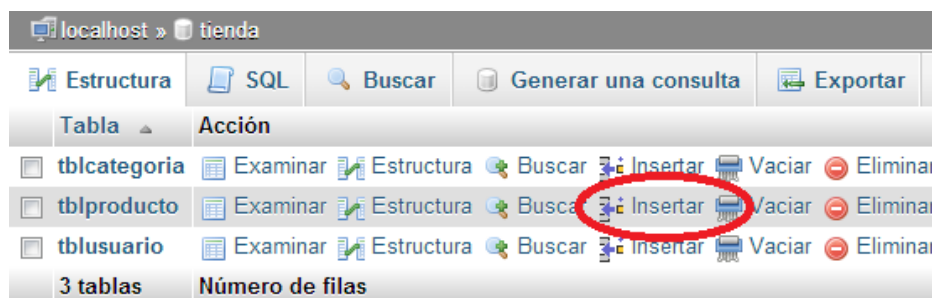 localhost » tienda
Estructura SQL Buscar Generar una consulta Exportar
Tabla Acción
tblcategoria Examinar Estructura Buscar Insertar Vaciar Eliminar
tblproducto Examinar Estructura Busca Insertar Vaciar Eliminar
tblusuario Examinar Estructura Buscar Insertar Vaciar Eliminar
3 tablas Número de filas